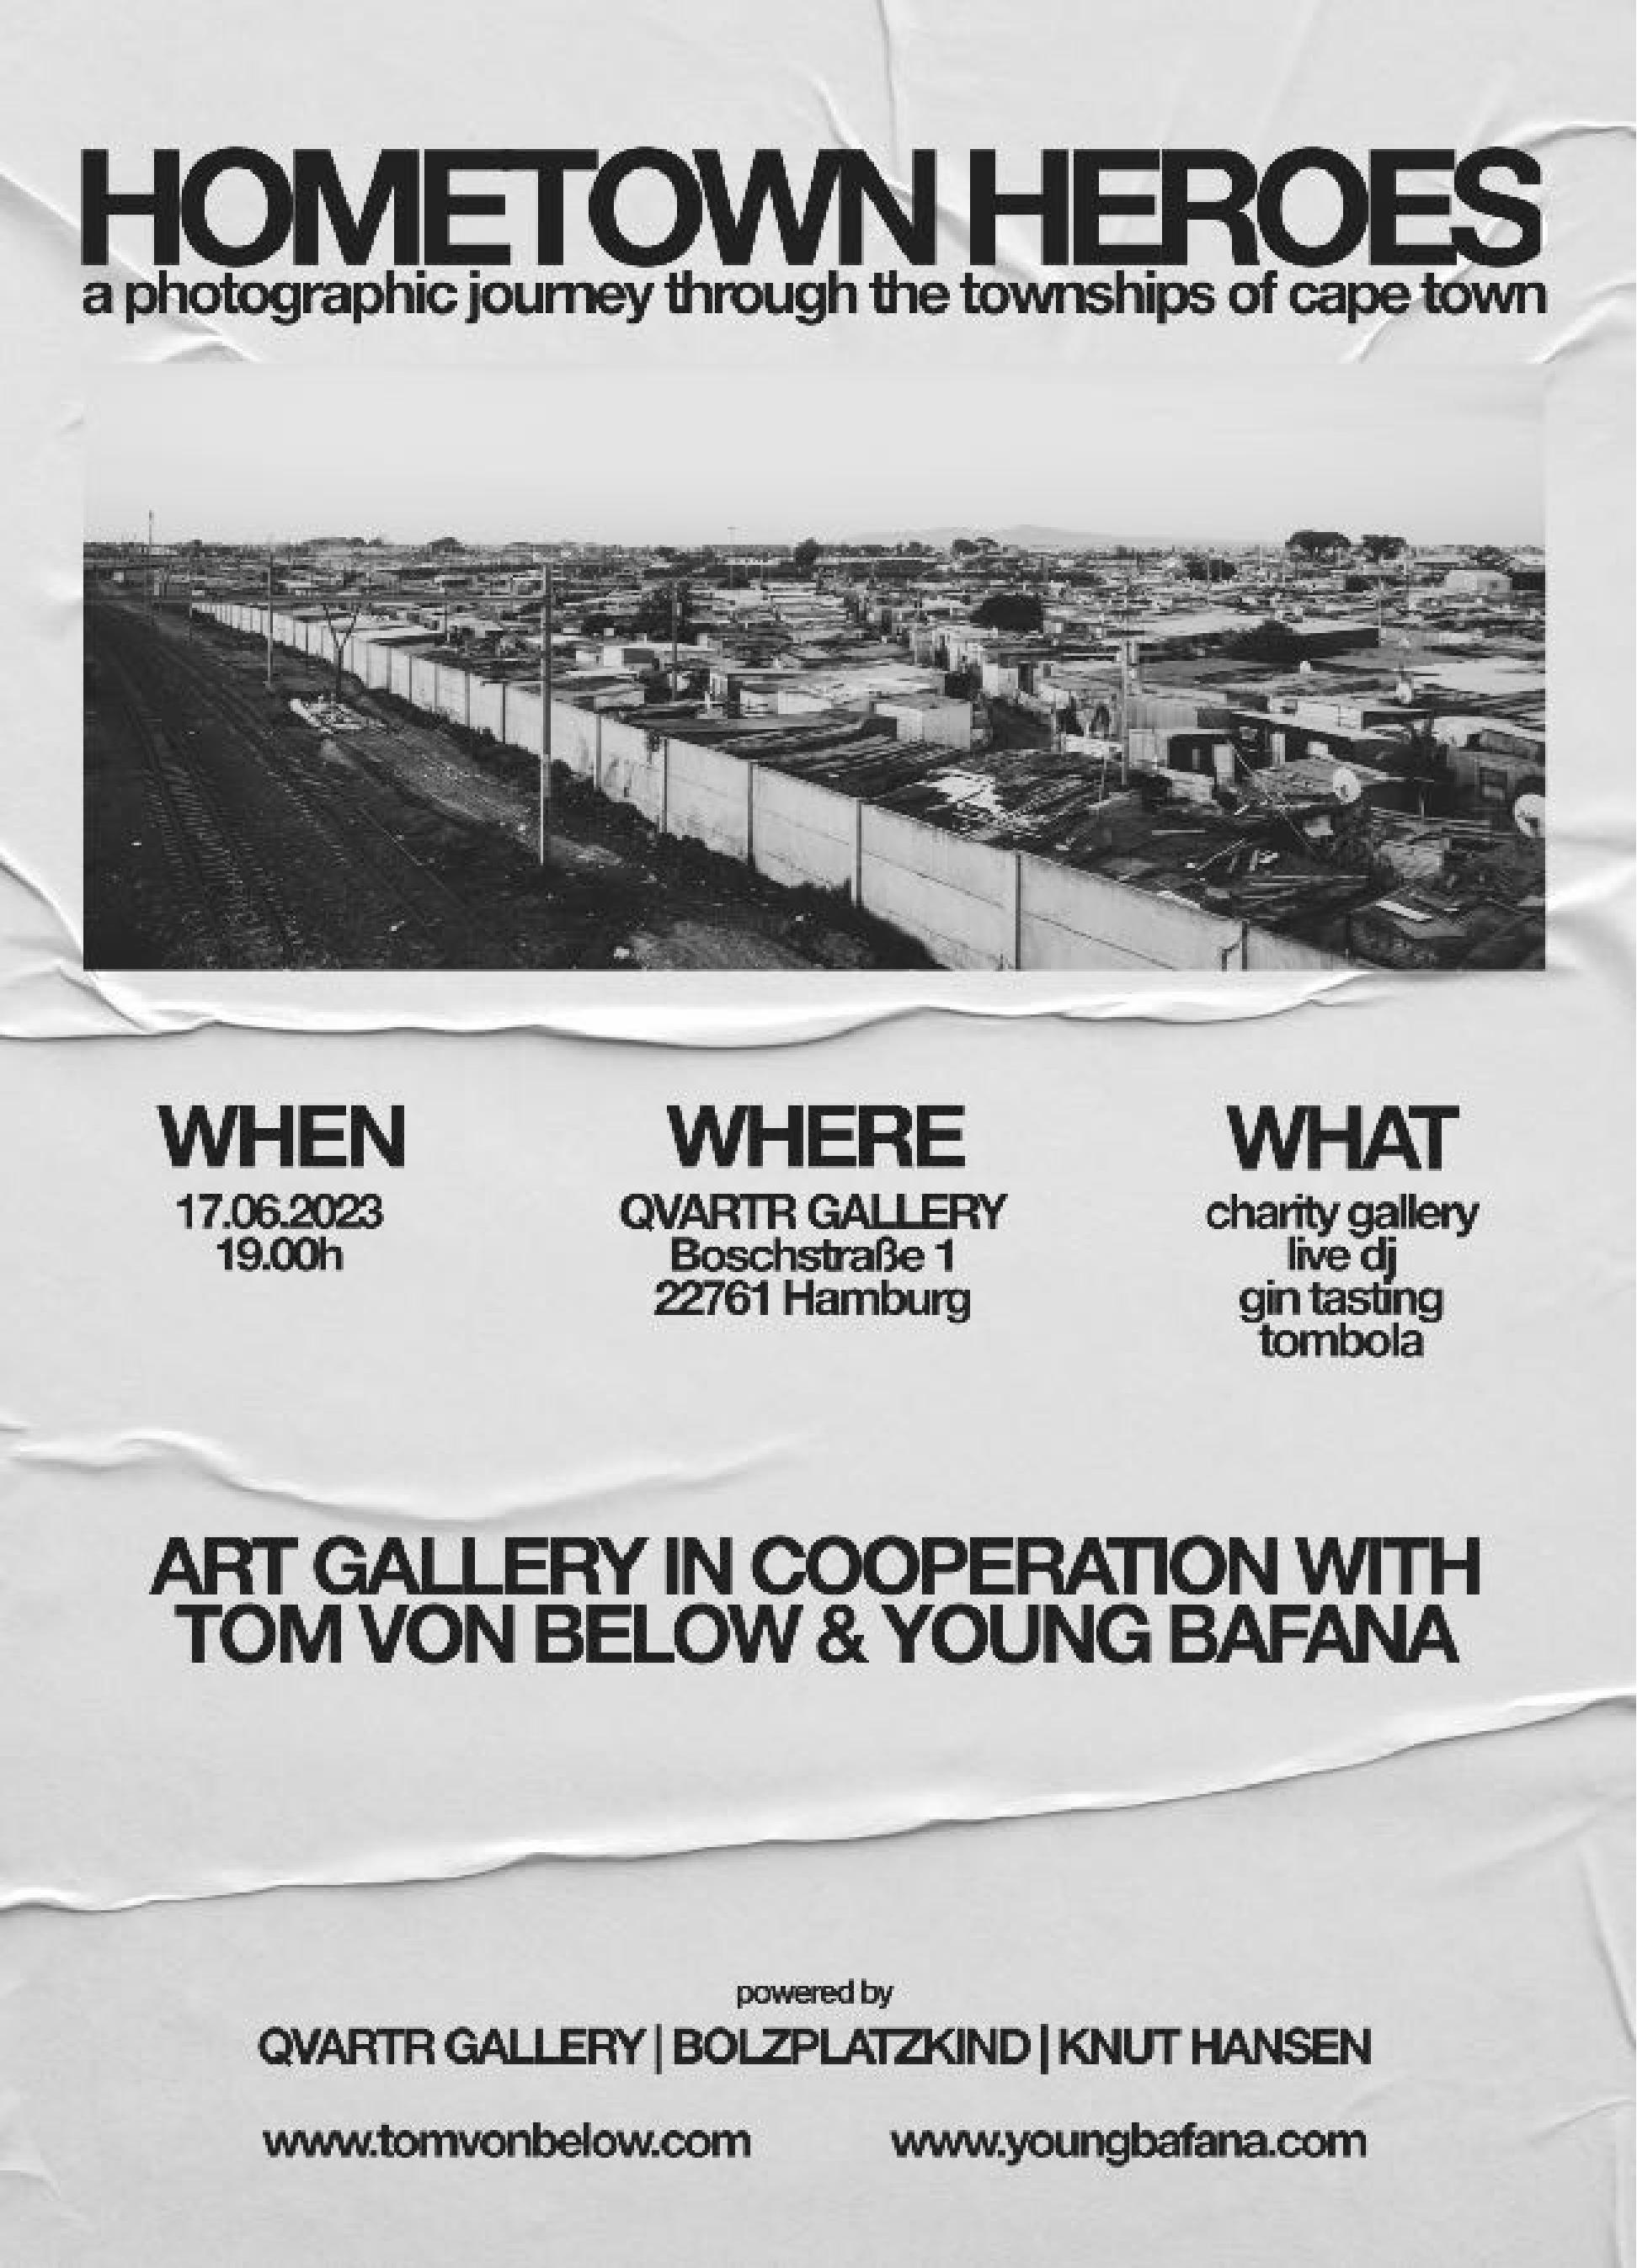 HOMETOWN HEROES
a photographic journey through the townships of cape town
WHEN
17.06.2023
19.00h
WHERE
QVARTR GALLERY
Boschstraße 1
22761 Hamburg
WHAT
charity gallery
live dj
gin tasting
tombola
ART GALLERY IN COOPERATION WITH
TOM VON BELOW & YOUNG BAFANA
powered by
QVARTR GALLERY | BOLZPLATZKIND | KNUT HANSEN
www.tomvonbelow.com www.youngbafana.com